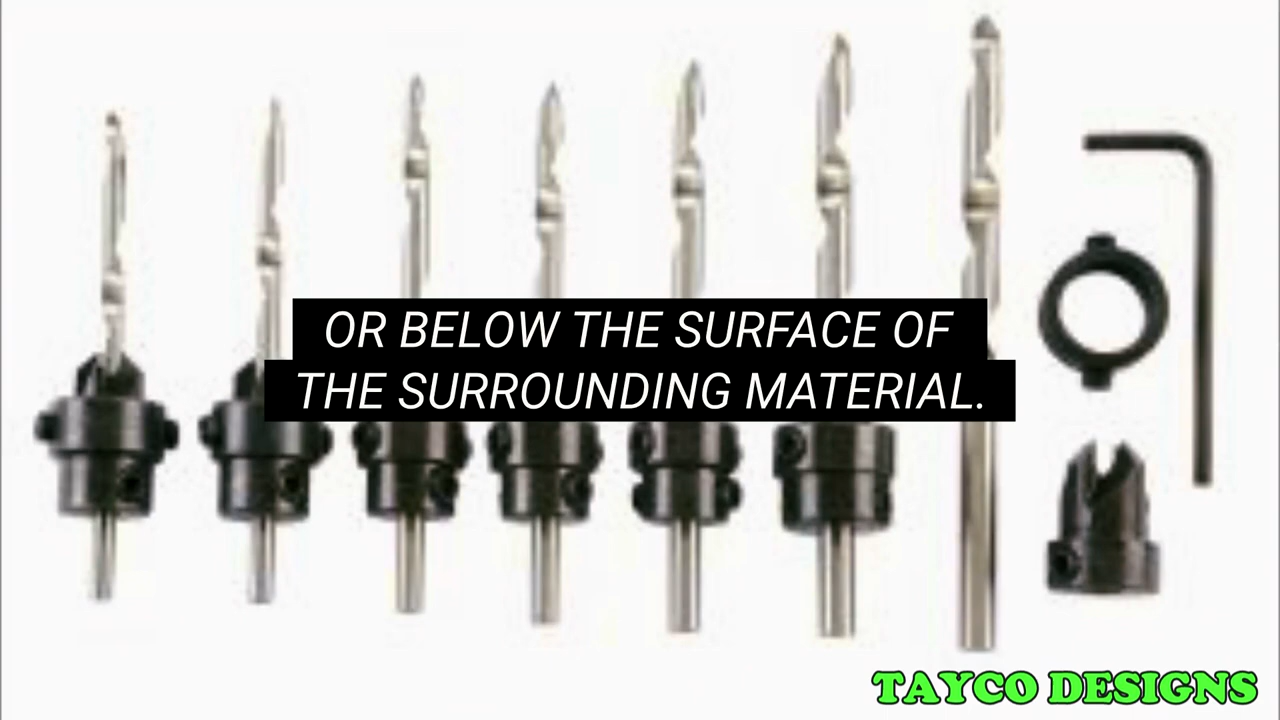 OR BELOW THE SURFACE OF
THE SURROUNDING MATERIAL.
TAYCO DESIGNS